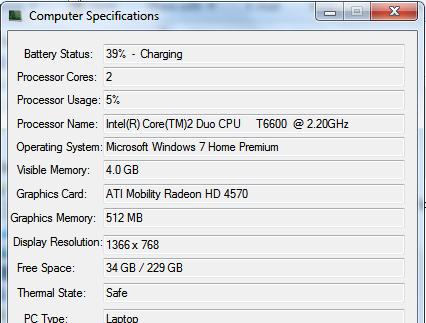 Computer Specifications
Battery Status: 39% - Charging
Processor Cores: 2
Processor Usage: 5%
Processor Name: Intel(R) Core(TM)2 Duo CPU T6600 @ 2.20GHz
Operating System: Microsoft Windows 7 Home Premium
Visible Memory: 4.0 GB
Graphics Card: ATI Mobility Radeon HD 4570
Graphics Memory: 512 MB
Display Resolution: 1366 x 768
Free Space: 34 GB / 229 GB
Thermal State: Safe
PC Type: Laptop